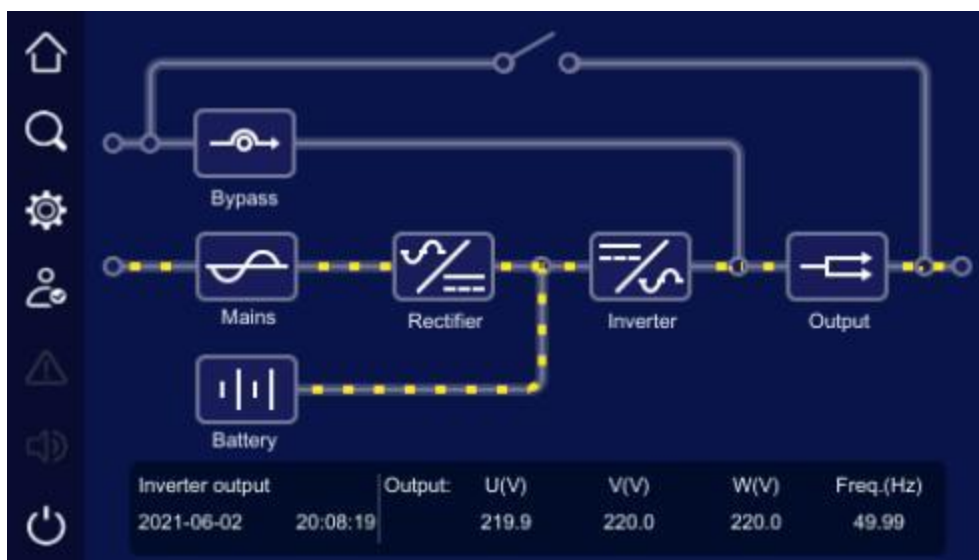 Bypass
Mains
Rectifier
Inverter
Output
Battery
Inverter output Output: U(V) V(V) W(V) Freq.(Hz)
2021-06-02 20:08:19 219.9 220.0 220.0 49.99